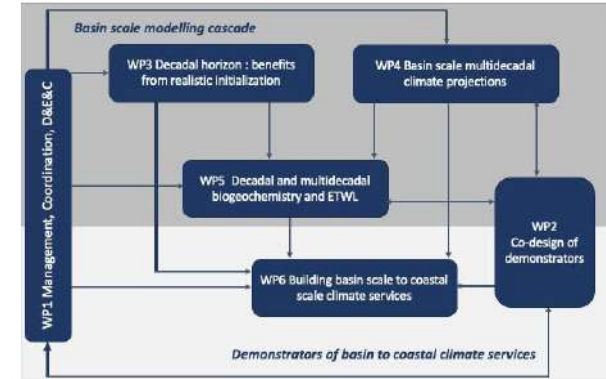 Basin scale modelling cascade
WP3 Decadal horizon : benefits
from realistic initialization
WP4 Basin scale multidecadal
climate projections
WP1 Management, Coordination, D&E&C
WP5 Decadal and multidecadal
biogeochemistry and ETWL
WP2
Co-design of
demonstrators
WP6 Building basin scale to coastal
scale climate services
Demonstrators of basin to coastal climate services